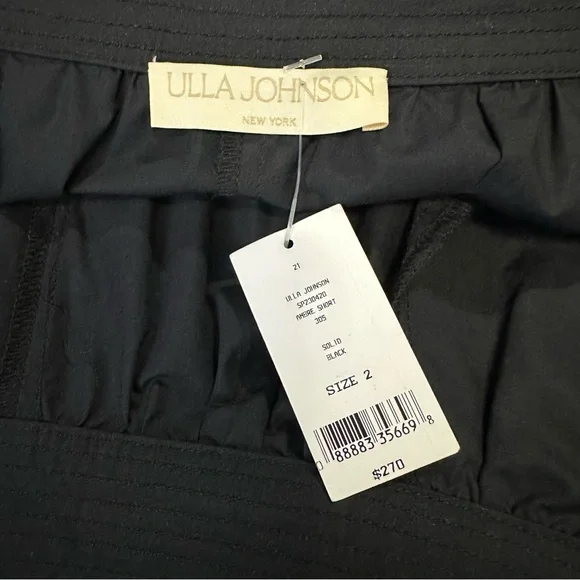 ULLA JOHNSON
NEW YORK
21
ULLA JOHNSON
SP230420
AMBRE SHORT
305
SOLID
BLACK
SIZE 2
0 88883 35669 8
$270